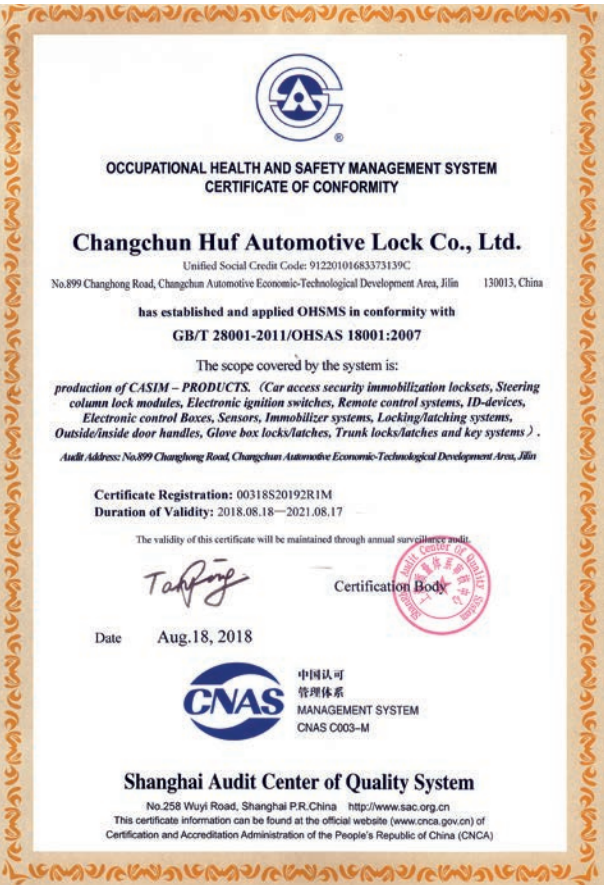 ®
OCCUPATIONAL HEALTH AND SAFETY MANAGEMENT SYSTEM
CERTIFICATE OF CONFORMITY
Changchun Huf Automotive Lock Co., Ltd.
Unified Social Credit Code: 91220101683373139C
No.899 Changhong Road, Changchun Automotive Economic-Technological Development Area, Jilin 130013, China
has established and applied OHSMS in conformity with
GB/T 28001-2011/OHSAS 18001:2007
The scope covered by the system is:
production of CASIM – PRODUCTS.（Car access security immobilization locksets, Steering
column lock modules, Electronic ignition switches, Remote control systems, ID-devices,
Electronic control Boxes, Sensors, Immobilizer systems, Locking/latching systems,
Outside/inside door handles, Glove box locks/latches, Trunk locks/latches and key systems）.
Audit Address: No.899 Changhong Road, Changchun Automotive Economic-Technological Development Area, Jilin
Certificate Registration: 00318S20192R1M
Duration of Validity: 2018.08.18—2021.08.17
The validity of this certificate will be maintained through annual surveillance audit.
Certification Body
Shanghai Audit Center Of Quality System
Date Aug.18, 2018
CNAS
中国认可
管理体系
MANAGEMENT SYSTEM
CNAS C003-M
Shanghai Audit Center of Quality System
No.258 Wuyi Road, Shanghai P.R.China http://www.sac.org.cn
This certificate information can be found at the official website (www.cnca.gov.cn) of
Certification and Accreditation Administration of the People's Republic of China (CNCA)